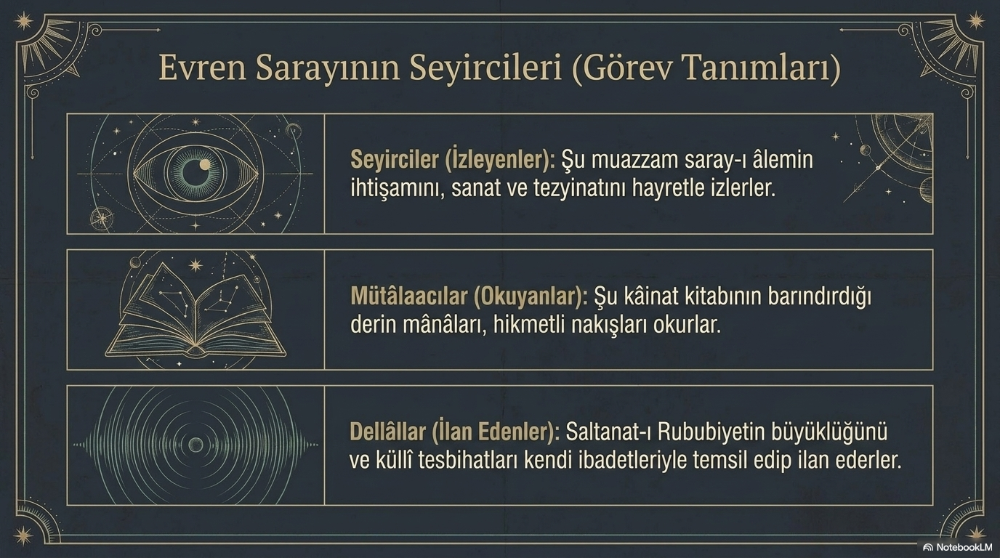 Evren Sarayının Seyircileri (Görev Tanımları)
Seyirciler (İzleyenler): Şu muazzam saray-ı âlemin
ihtişamını, sanat ve tezyinatını hayretle izlerler.
Mütâlaacılar (Okuyanlar): Şu kâinat kitabının barındırdığı
derin mânâları, hikmetli nakışları okurlar.
Dellâllar (İlan Edenler): Saltanat-ı Rububiyetin büyüklüğünü
ve küllî tesbihatları kendi ibadetleriyle temsil edip ilan ederler.
NotebookLM